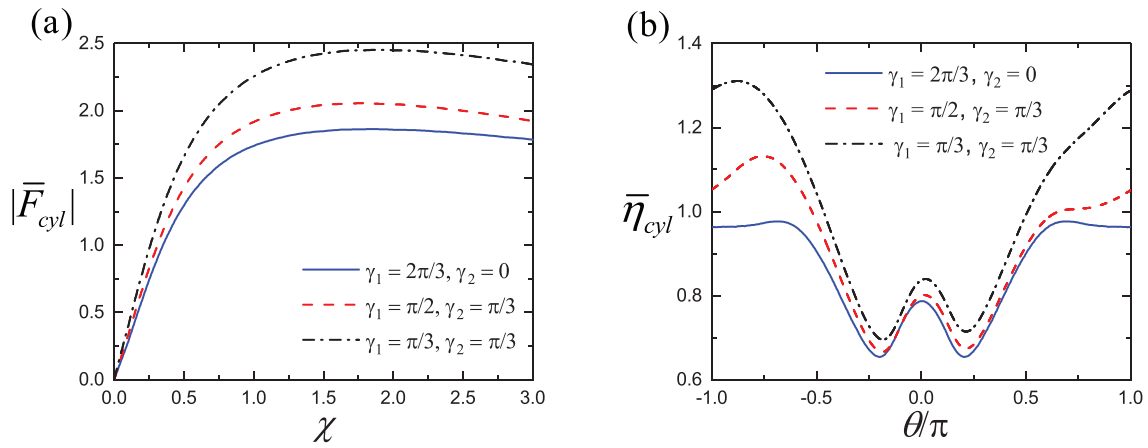 (a)
2.5
2.0
1.5
1.0
0.5
0.0
|F̅cyl|
γ1 = 2π/3, γ2 = 0
γ1 = π/2, γ2 = π/3
γ1 = π/3, γ2 = π/3
0.0 0.5 1.0 1.5 2.0 2.5 3.0
χ
(b)
1.4
1.2
1.0
0.8
0.6
η̅cyl
γ1 = 2π/3, γ2 = 0
γ1 = π/2, γ2 = π/3
γ1 = π/3, γ2 = π/3
-1.0 -0.5 0.0 0.5 1.0
θ/π